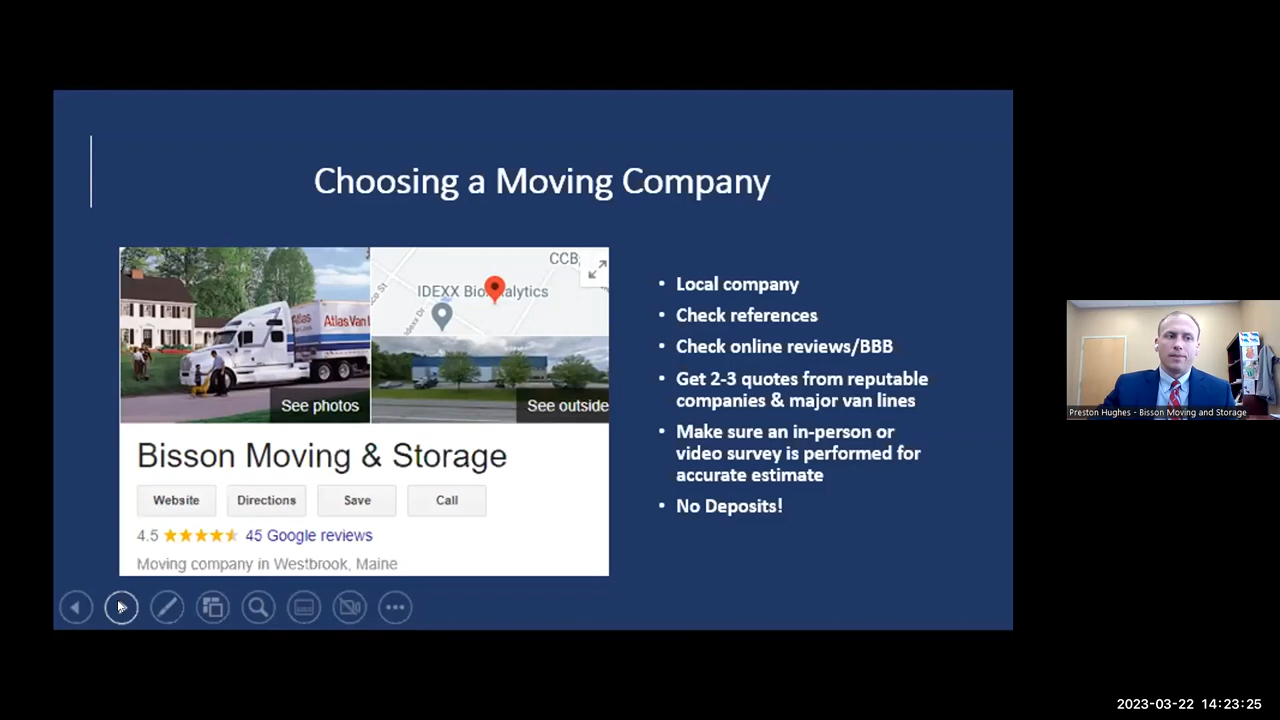 Choosing a Moving Company
CCB
IDEXX BioAnalytics
Idexx Dr
Atlas Van L
See photos
See outside
Bisson Moving & Storage
Website
Directions
Save
Call
4.5
45 Google reviews
Moving company in Westbrook, Maine
• Local company
• Check references
• Check online reviews/BBB
• Get 2-3 quotes from reputable
companies & major van lines
• Make sure an in-person or
video survey is performed for
accurate estimate
• No Deposits!
Preston Hughes - Bisson Moving and Storage
2023-03-22 14:23:25